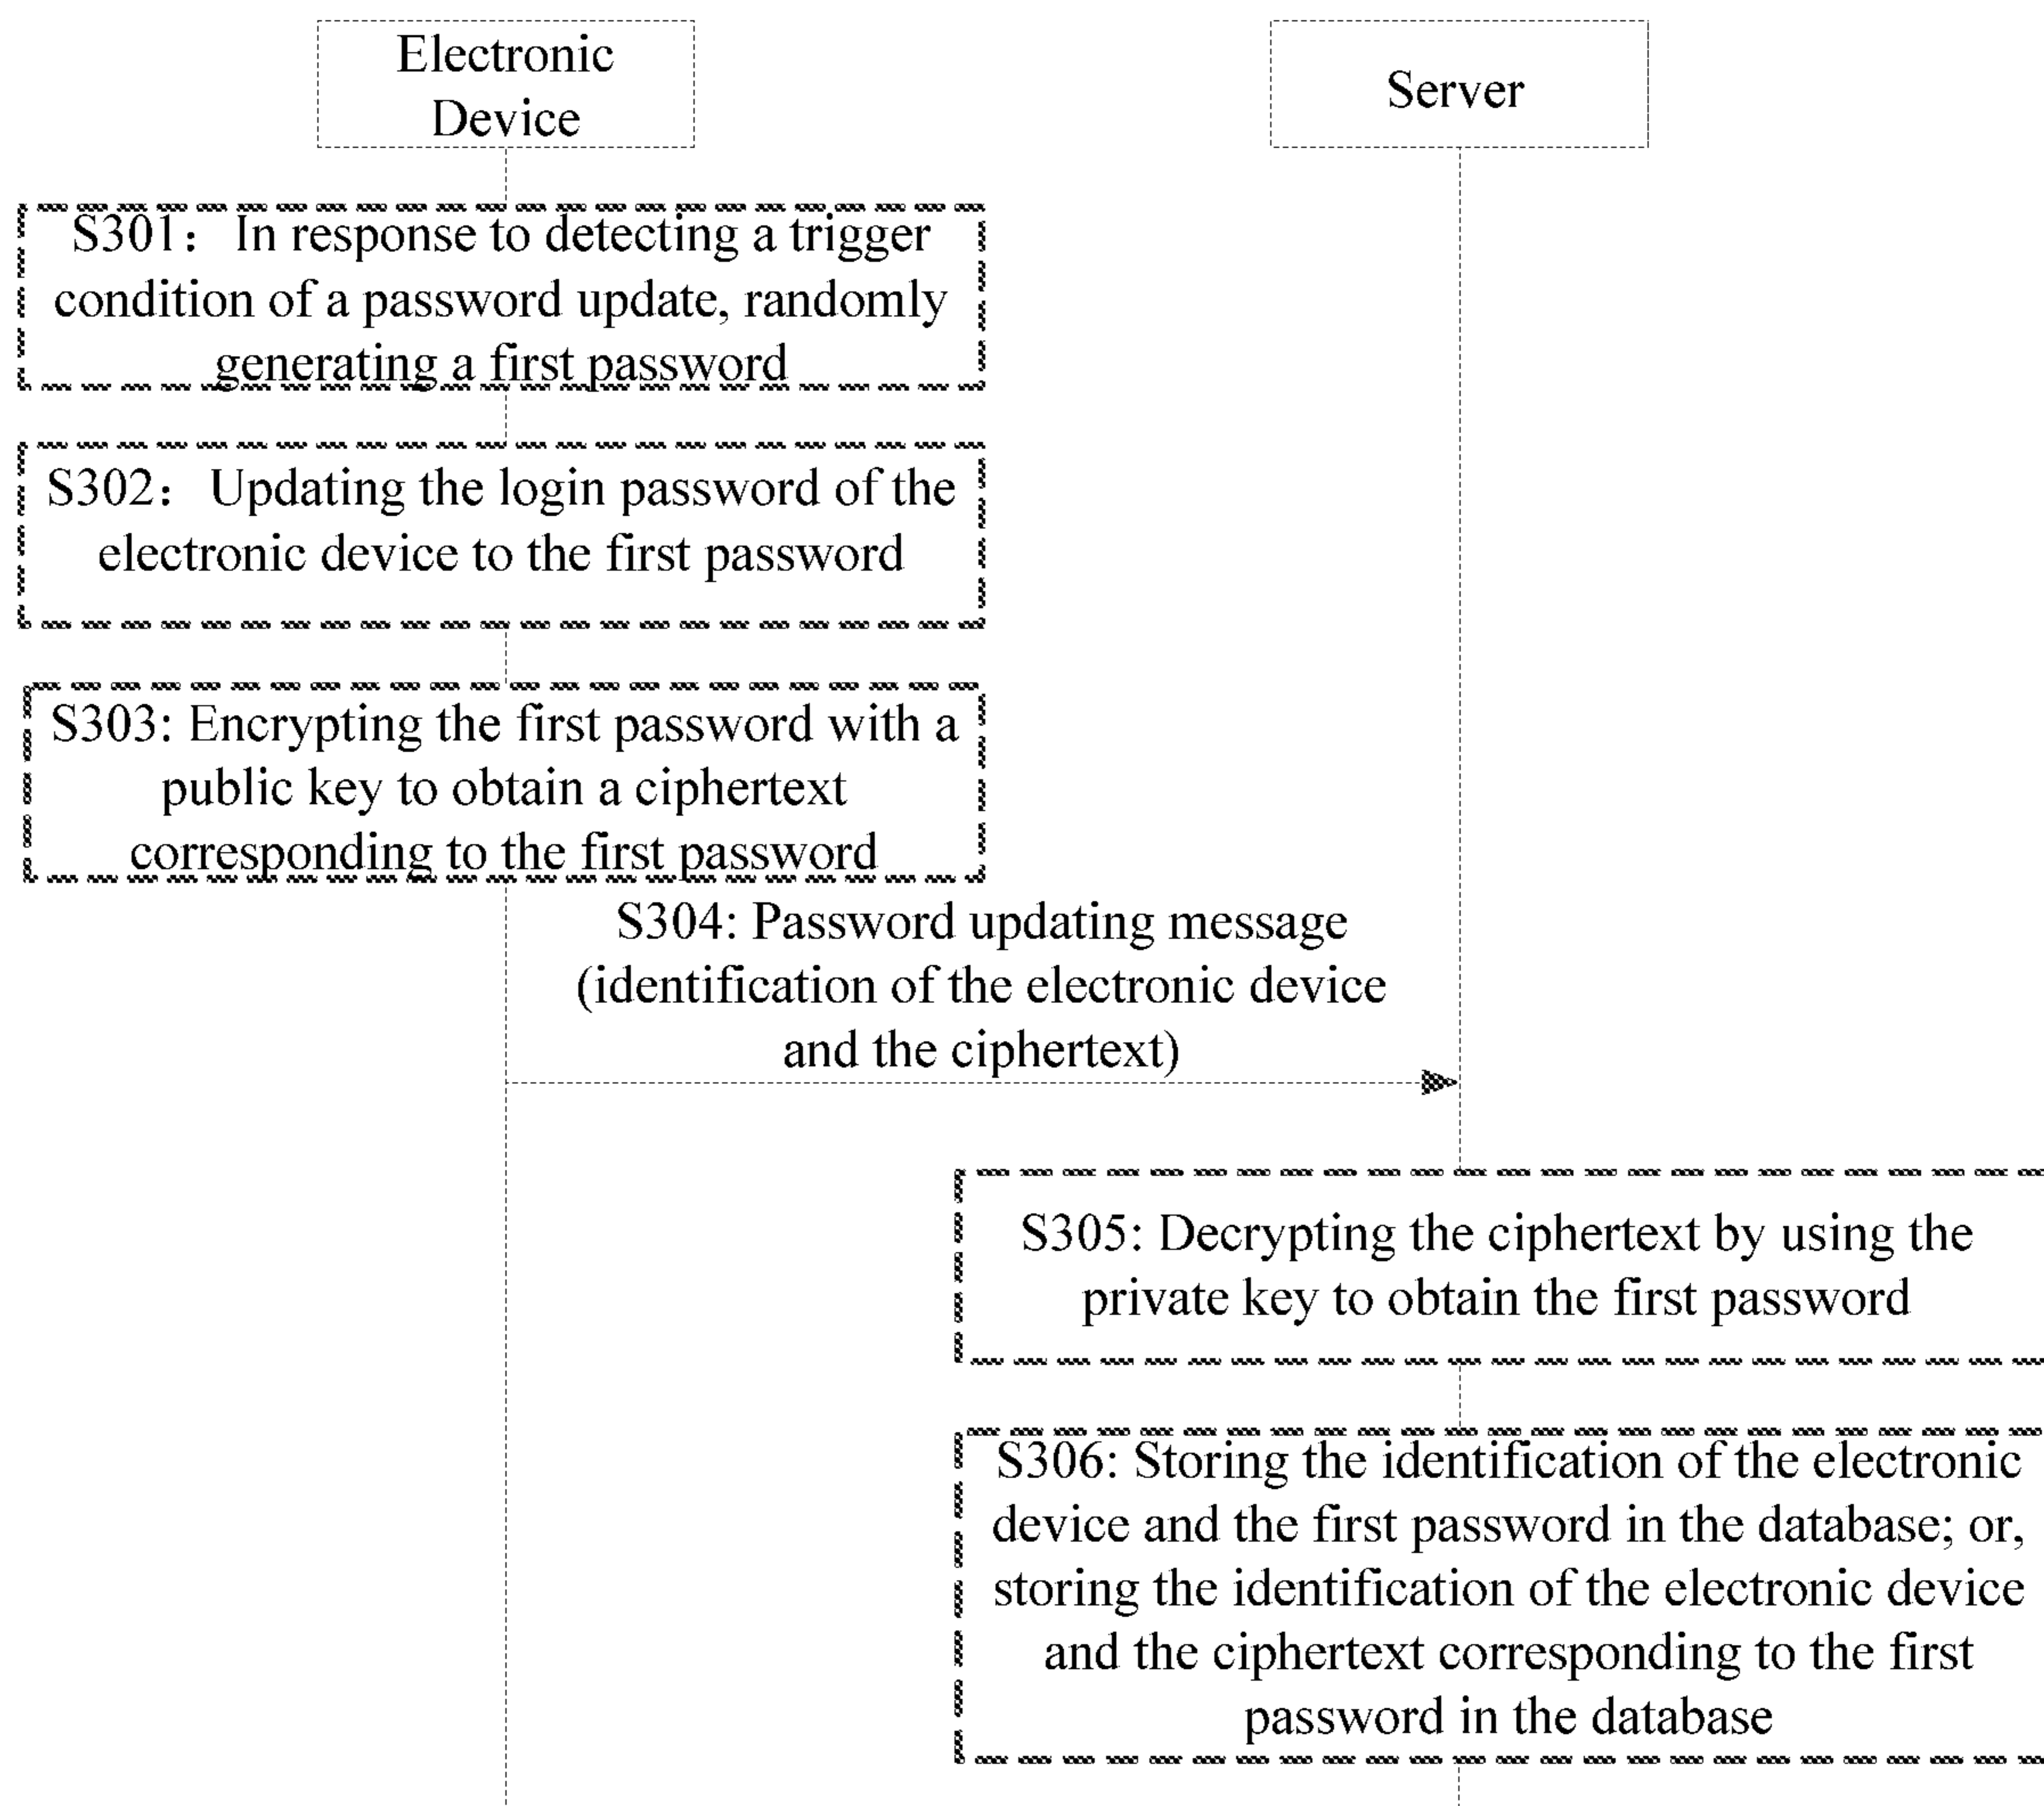 Electronic
Device
Server
S301： In response to detecting a trigger
condition of a password update, randomly
generating a first password
S302： Updating the login password of the
electronic device to the first password
S303: Encrypting the first password with a
public key to obtain a ciphertext
corresponding to the first password
S304: Password updating message
(identification of the electronic device
and the ciphertext)
S305: Decrypting the ciphertext by using the
private key to obtain the first password
S306: Storing the identification of the electronic
device and the first password in the database; or,
storing the identification of the electronic device
and the ciphertext corresponding to the first
password in the database